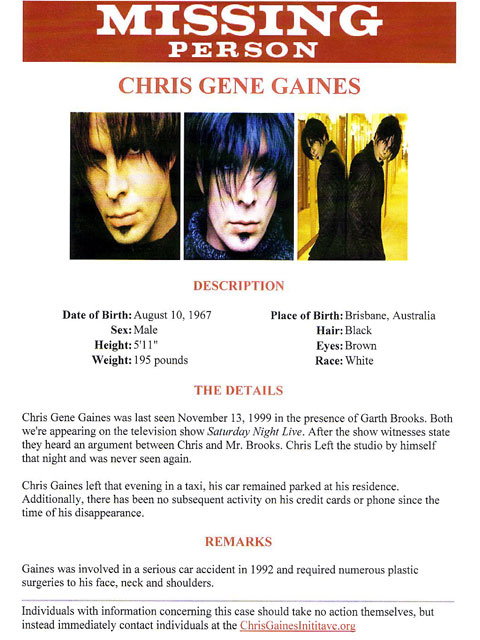 MISSING
PERSON
CHRIS GENE GAINES
DESCRIPTION
Date of Birth: August 10, 1967
Sex: Male
Height: 5'11"
Weight: 195 pounds
Place of Birth: Brisbane, Australia
Hair: Black
Eyes: Brown
Race: White
THE DETAILS
Chris Gene Gaines was last seen November 13, 1999 in the presence of Garth Brooks. Both
we're appearing on the television show Saturday Night Live. After the show witnesses state
they heard an argument between Chris and Mr. Brooks. Chris Left the studio by himself
that night and was never seen again.
Chris Gaines left that evening in a taxi, his car remained parked at his residence.
Additionally, there has been no subsequent activity on his credit cards or phone since the
time of his disappearance.
REMARKS
Gaines was involved in a serious car accident in 1992 and required numerous plastic
surgeries to his face, neck and shoulders.
Individuals with information concerning this case should take no action themselves, but
instead immediately contact individuals at the ChrisGainesInititave.org